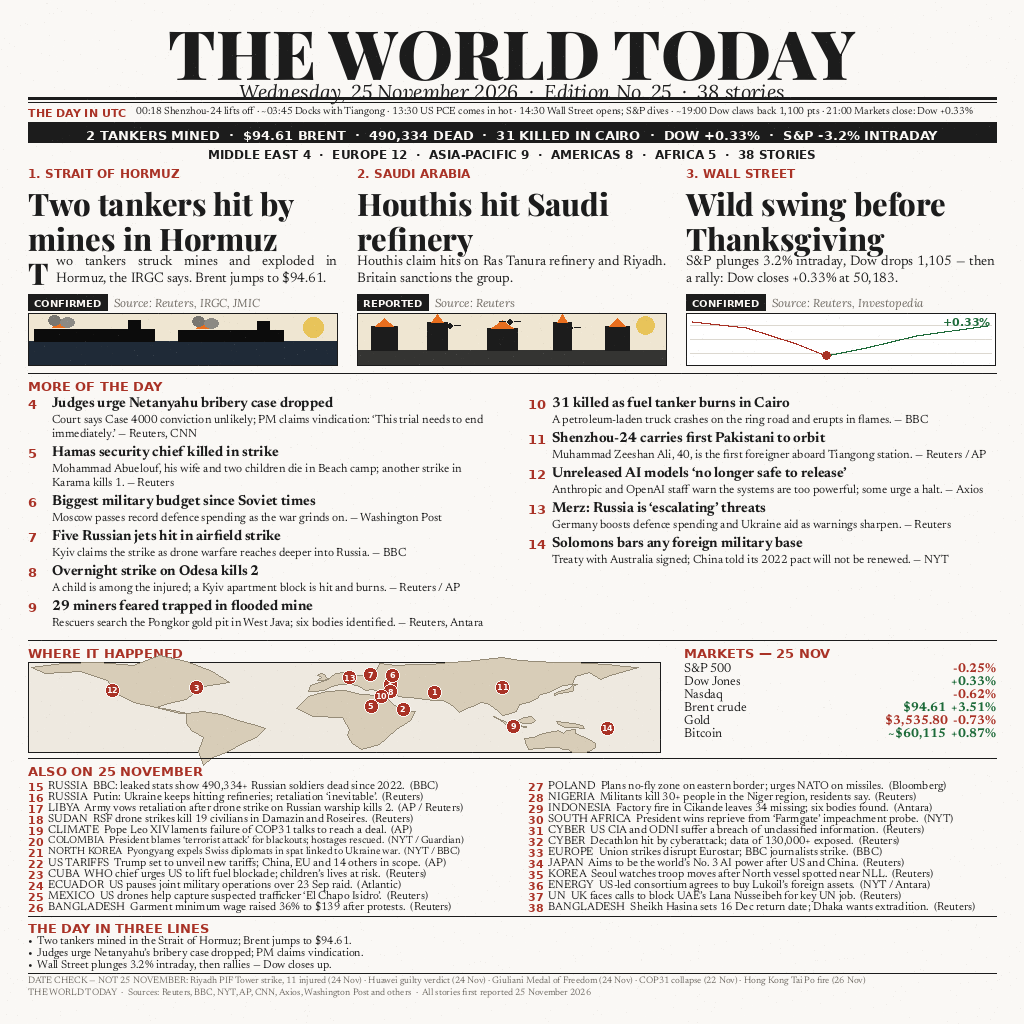 THE WORLD TODAY
Wednesday, 25 November 2026 · Edition No. 25 · 38 stories
THE DAY IN UTC 00:18 Shenzhou-24 lifts off · ~03:45 Docks with Tiangong · 13:30 US PCE comes in hot · 14:30 Wall Street opens; S&P dives · ~19:00 Dow claws back 1,100 pts · 21:00 Markets close: Dow +0.33%
2 TANKERS MINED · $94.61 BRENT · 490,334 DEAD · 31 KILLED IN CAIRO · DOW +0.33% · S&P -3.2% INTRADAY
MIDDLE EAST 4 · EUROPE 12 · ASIA-PACIFIC 9 · AMERICAS 8 · AFRICA 5 · 38 STORIES
1. STRAIT OF HORMUZ
Two tankers hit by
mines in Hormuz
Two tankers struck mines and exploded in
Hormuz, the IRGC says. Brent jumps to $94.61.
CONFIRMED Source: Reuters, IRGC, JMIC
2. SAUDI ARABIA
Houthis hit Saudi
refinery
Houthis claim hits on Ras Tanura refinery and Riyadh.
Britain sanctions the group.
REPORTED Source: Reuters
3. WALL STREET
Wild swing before
Thanksgiving
S&P plunges 3.2% intraday, Dow drops 1,105 — then
a rally: Dow closes +0.33% at 50,183.
CONFIRMED Source: Reuters, Investopedia
+0.33%
MORE OF THE DAY
4 Judges urge Netanyahu bribery case dropped
Court says Case 4000 conviction unlikely; PM claims vindication: ‘This trial needs to end
immediately.’ — Reuters, CNN
5 Hamas security chief killed in strike
Mohammad Abuelouf, his wife and two children die in Beach camp; another strike in
Karama kills 1. — Reuters
6 Biggest military budget since Soviet times
Moscow passes record defence spending as the war grinds on. — Washington Post
7 Five Russian jets hit in airfield strike
Kyiv claims the strike as drone warfare reaches deeper into Russia. — BBC
8 Overnight strike on Odesa kills 2
A child is among the injured; a Kyiv apartment block is hit and burns. — Reuters / AP
9 29 miners feared trapped in flooded mine
Rescuers search the Pongkor gold pit in West Java; six bodies identified. — Reuters, Antara
10 31 killed as fuel tanker burns in Cairo
A petroleum-laden truck crashes on the ring road and erupts in flames. — BBC
11 Shenzhou-24 carries first Pakistani to orbit
Muhammad Zeeshan Ali, 40, is the first foreigner aboard Tiangong station. — Reuters / AP
12 Unreleased AI models ‘no longer safe to release’
Anthropic and OpenAI staff warn the systems are too powerful; some urge a halt. — Axios
13 Merz: Russia is ‘escalating’ threats
Germany boosts defence spending and Ukraine aid as warnings sharpen. — Reuters
14 Solomons bars any foreign military base
Treaty with Australia signed; China told its 2022 pact will not be renewed. — NYT
WHERE IT HAPPENED
12 3 13 7 6 8 10 5 2 1 11 9 14
MARKETS — 25 NOV
S&P 500 -0.25%
Dow Jones +0.33%
Nasdaq -0.62%
Brent crude $94.61 +3.51%
Gold $3,535.80 -0.73%
Bitcoin ~$60,115 +0.87%
ALSO ON 25 NOVEMBER
15 RUSSIA BBC: leaked stats show 490,334+ Russian soldiers dead since 2022. (BBC)
16 RUSSIA Putin: Ukraine keeps hitting refineries; retaliation ‘inevitable’. (Reuters)
17 LIBYA Army vows retaliation after drone strike on Russian warship kills 2. (AP / Reuters)
18 SUDAN RSF drone strikes kill 19 civilians in Damazin and Roseires. (Reuters)
19 CLIMATE Pope Leo XIV laments failure of COP31 talks to reach a deal. (AP)
20 COLOMBIA President blames ‘terrorist attack’ for blackouts; hostages rescued. (NYT / Guardian)
21 NORTH KOREA Pyongyang expels Swiss diplomats in spat linked to Ukraine war. (NYT / BBC)
22 US TARIFFS Trump set to unveil new tariffs; China, EU and 14 others in scope. (AP)
23 CUBA WHO chief urges US to lift fuel blockade; children’s lives at risk. (Reuters)
24 ECUADOR US pauses joint military operations over 23 Sep raid. (Atlantic)
25 MEXICO US drones help capture suspected trafficker ‘El Chapo Isidro’. (Reuters)
26 BANGLADESH Garment minimum wage raised 36% to $139 after protests. (Reuters)
27 POLAND Plans no-fly zone on eastern border; urges NATO on missiles. (Bloomberg)
28 NIGERIA Militants kill 30+ people in the Niger region, residents say. (Reuters)
29 INDONESIA Factory fire in Cikande leaves 34 missing; six bodies found. (Antara)
30 SOUTH AFRICA President wins reprieve from ‘Farmgate’ impeachment probe. (NYT)
31 CYBER US CIA and ODNI suffer a breach of unclassified information. (Reuters)
32 CYBER Decathlon hit by cyberattack; data of 130,000+ exposed. (Reuters)
33 EUROPE Union strikes disrupt Eurostar; BBC journalists strike. (BBC)
34 JAPAN Aims to be the world’s No. 3 AI power after US and China. (Reuters)
35 KOREA Seoul watches troop moves after North vessel spotted near NLL. (Reuters)
36 ENERGY US-led consortium agrees to buy Lukoil’s foreign assets. (NYT / Antara)
37 UN UK faces calls to block UAE’s Lana Nusseibeh for key UN job. (Reuters)
38 BANGLADESH Sheikh Hasina sets 16 Dec return date; Dhaka wants extradition. (Reuters)
THE DAY IN THREE LINES
• Two tankers mined in the Strait of Hormuz; Brent jumps to $94.61.
• Judges urge Netanyahu’s bribery case dropped; PM claims vindication.
• Wall Street plunges 3.2% intraday, then rallies — Dow closes up.
DATE CHECK — NOT 25 NOVEMBER: Riyadh PIF Tower strike, 11 injured (24 Nov) · Huawei guilty verdict (24 Nov) · Giuliani Medal of Freedom (24 Nov) · COP31 collapse (22 Nov) · Hong Kong Tai Po fire (26 Nov)
THE WORLD TODAY · Sources: Reuters, BBC, NYT, AP, CNN, Axios, Washington Post and others · All stories first reported 25 November 2026